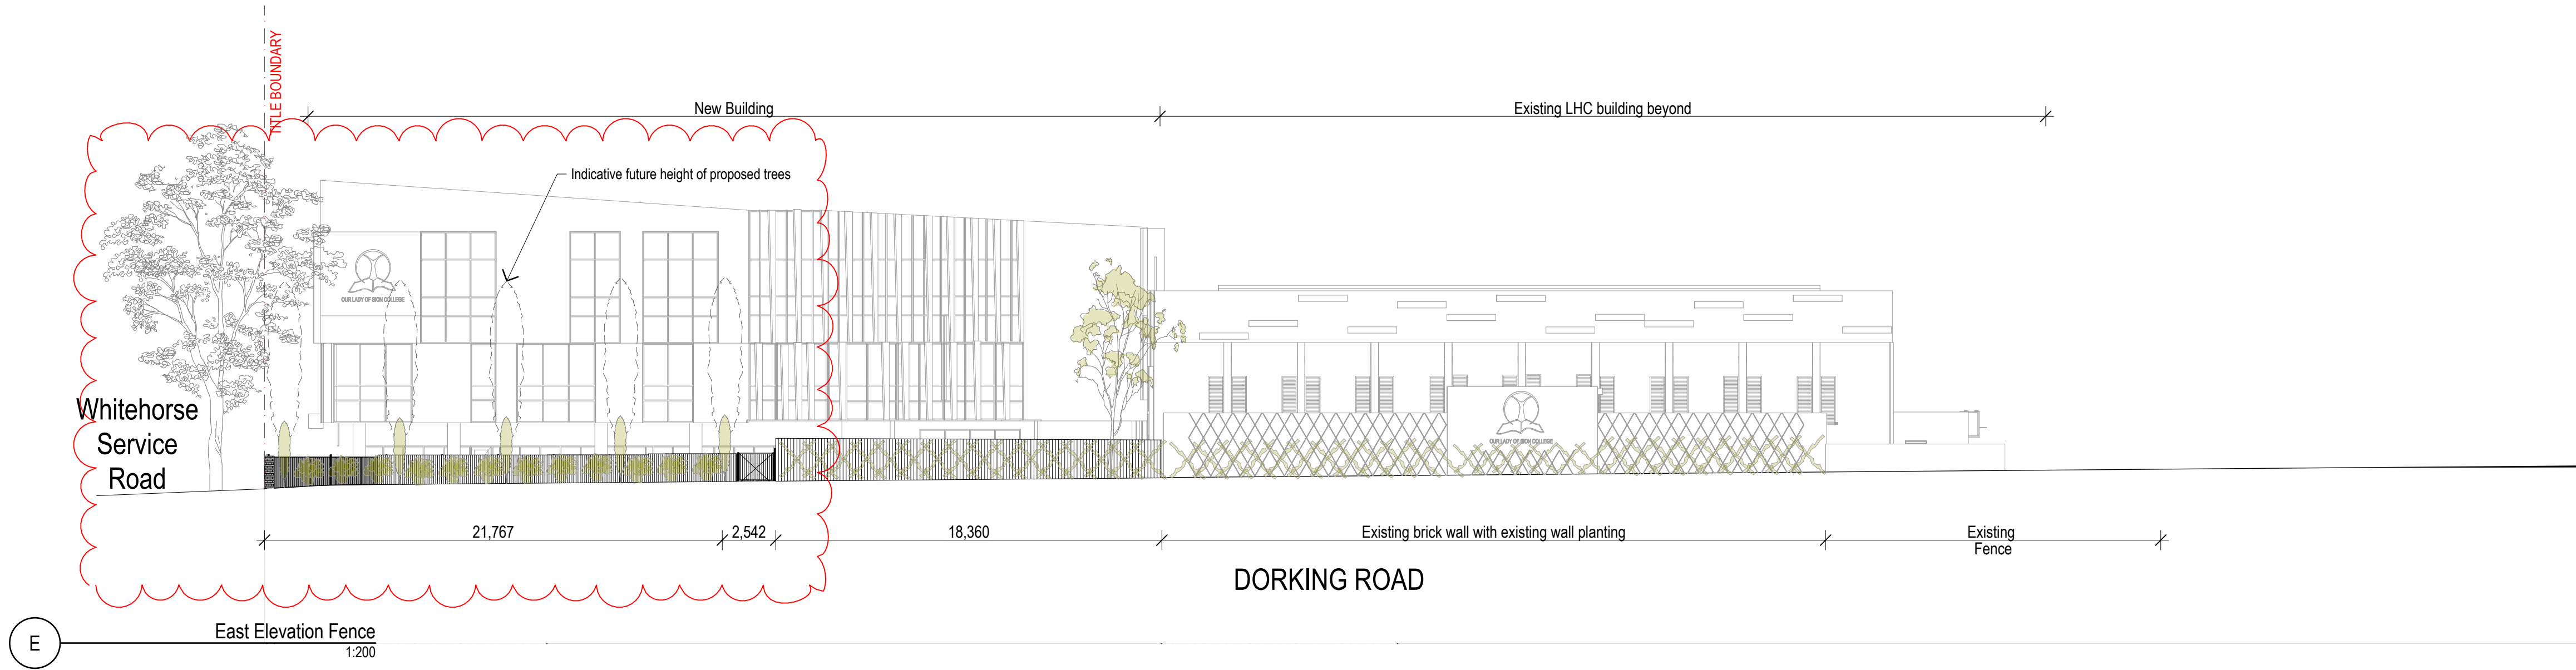 TITLE BOUNDARY
New Building
Existing LHC building beyond
Indicative future height of proposed trees
OUR LADY OF SION COLLEGE
OUR LADY OF SION COLLEGE
Whitehorse
Service
Road
21,767
2,542
18,360
Existing brick wall with existing wall planting
Existing
Fence
DORKING ROAD
E
East Elevation Fence
1:200